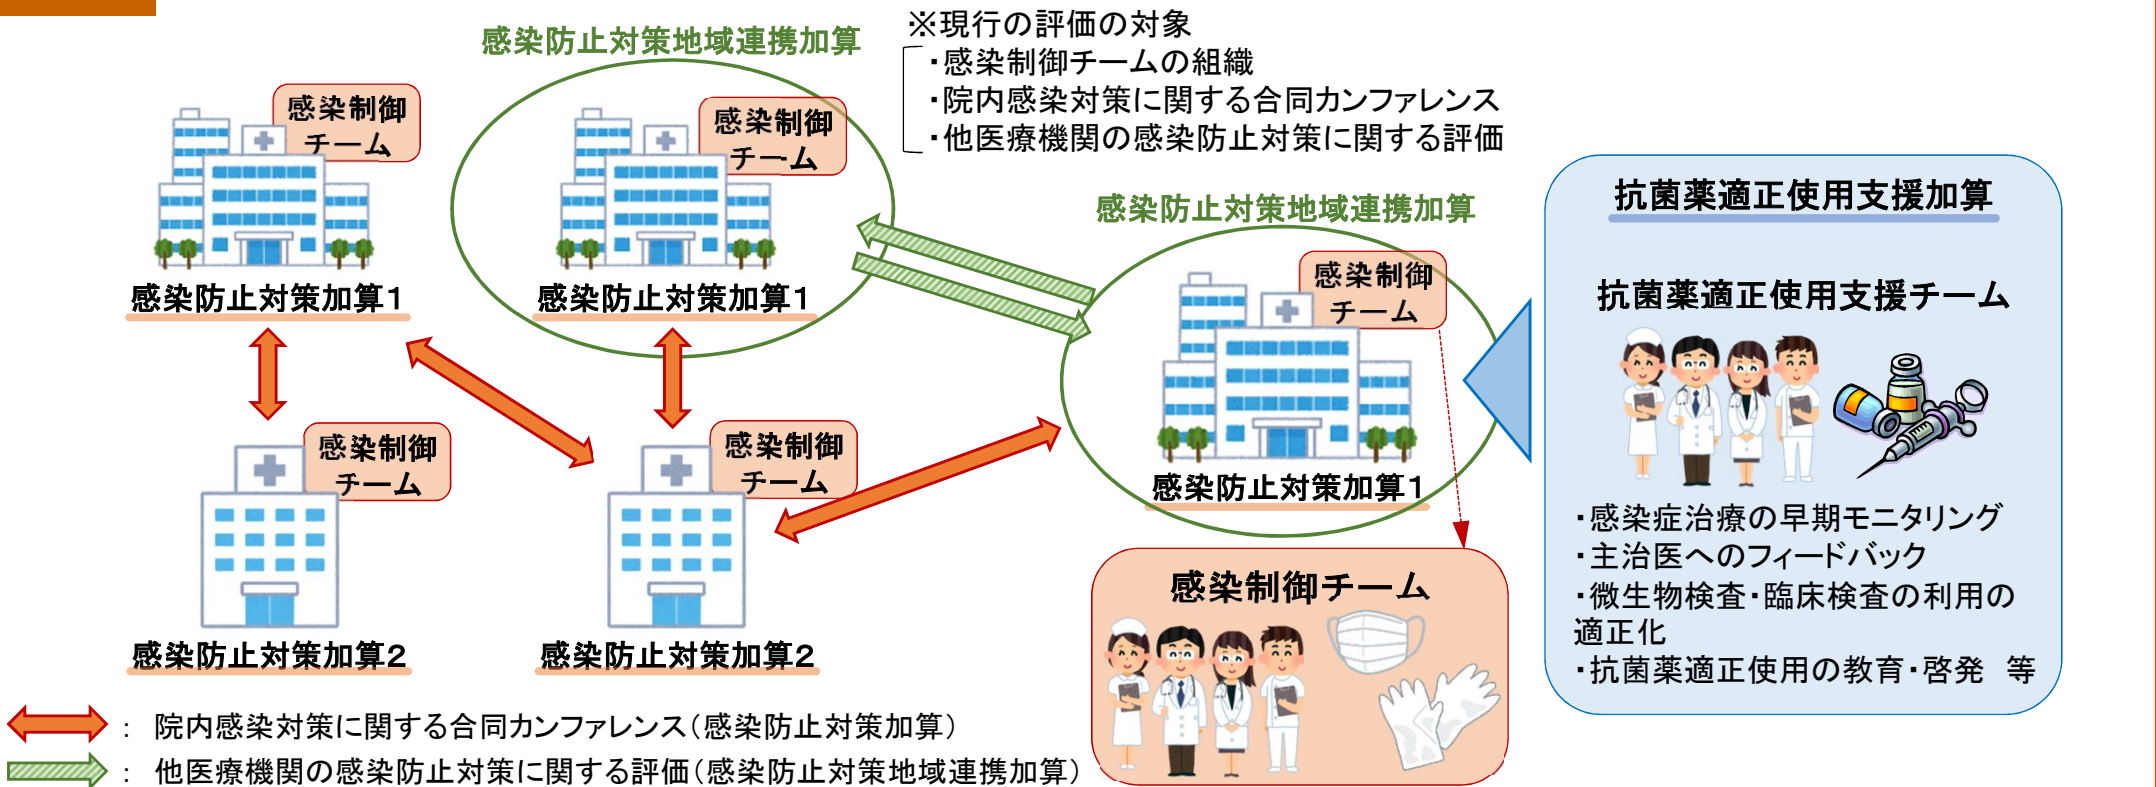 感染防止対策地域連携加算
※現行の評価の対象
・感染制御チームの組織
・院内感染対策に関する合同カンファレンス
・他医療機関の感染防止対策に関する評価
感染制御
チーム
感染防止対策加算1
感染制御
チーム
感染防止対策加算1
感染防止対策地域連携加算
感染制御
チーム
感染防止対策加算1
感染制御
チーム
感染防止対策加算2
感染制御
チーム
感染防止対策加算2
感染制御チーム
抗菌薬適正使用支援加算
抗菌薬適正使用支援チーム
・感染症治療の早期モニタリング
・主治医へのフィードバック
・微生物検査・臨床検査の利用の
適正化
・抗菌薬適正使用の教育・啓発　等
： 院内感染対策に関する合同カンファレンス（感染防止対策加算）
： 他医療機関の感染防止対策に関する評価（感染防止対策地域連携加算）